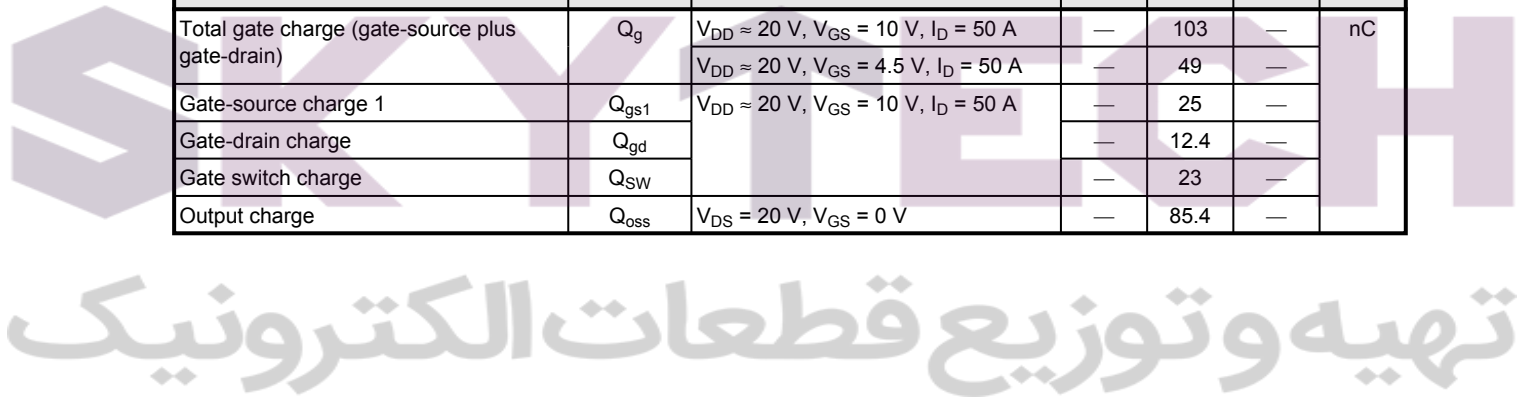 SKYTECH
Total gate charge (gate-source plus gate-drain) Qg VDD ≈ 20 V, VGS = 10 V, ID = 50 A — 103 — nC
VDD ≈ 20 V, VGS = 4.5 V, ID = 50 A — 49 —
Gate-source charge 1 Qgs1 VDD ≈ 20 V, VGS = 10 V, ID = 50 A — 25 —
Gate-drain charge Qgd — 12.4 —
Gate switch charge QSW — 23 —
Output charge Qoss VDS = 20 V, VGS = 0 V — 85.4 —
تهیه و توزیع قطعات الکترونیک